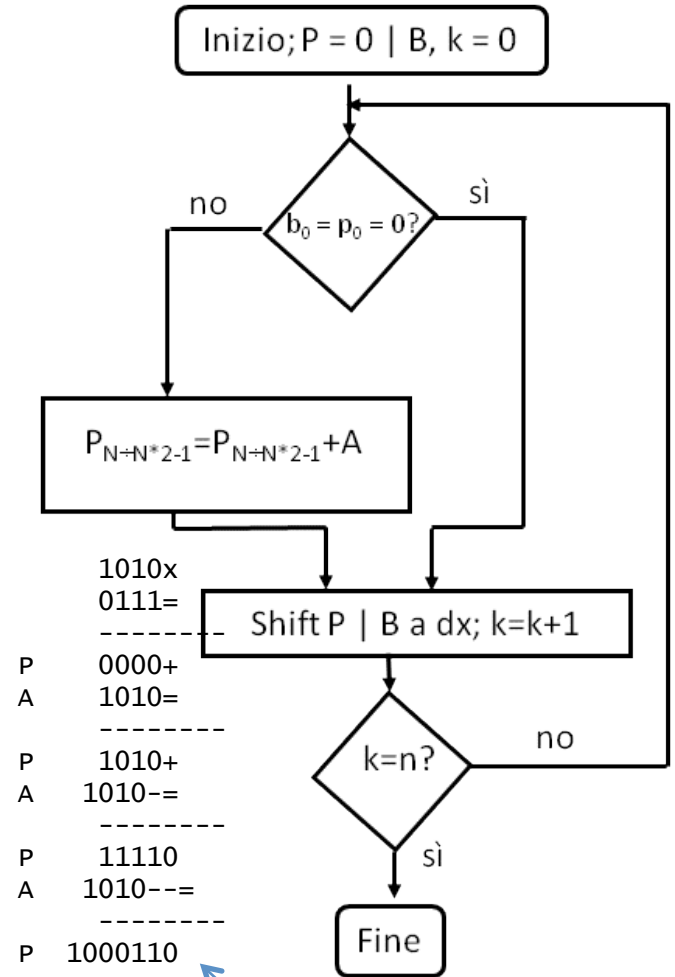 Inizio; P = 0 | B, k = 0
sì
no
b₀ = p₀ = 0?
P_N÷N*2-1=P_N÷N*2-1+A
1010x
0111=
--------
Shift P | B a dx; k=k+1
P 0000+
A 1010=
--------
P 1010+
A 1010-=
--------
P 11110
A 1010--=
--------
P 1000110
k=n?
no
sì
Fine